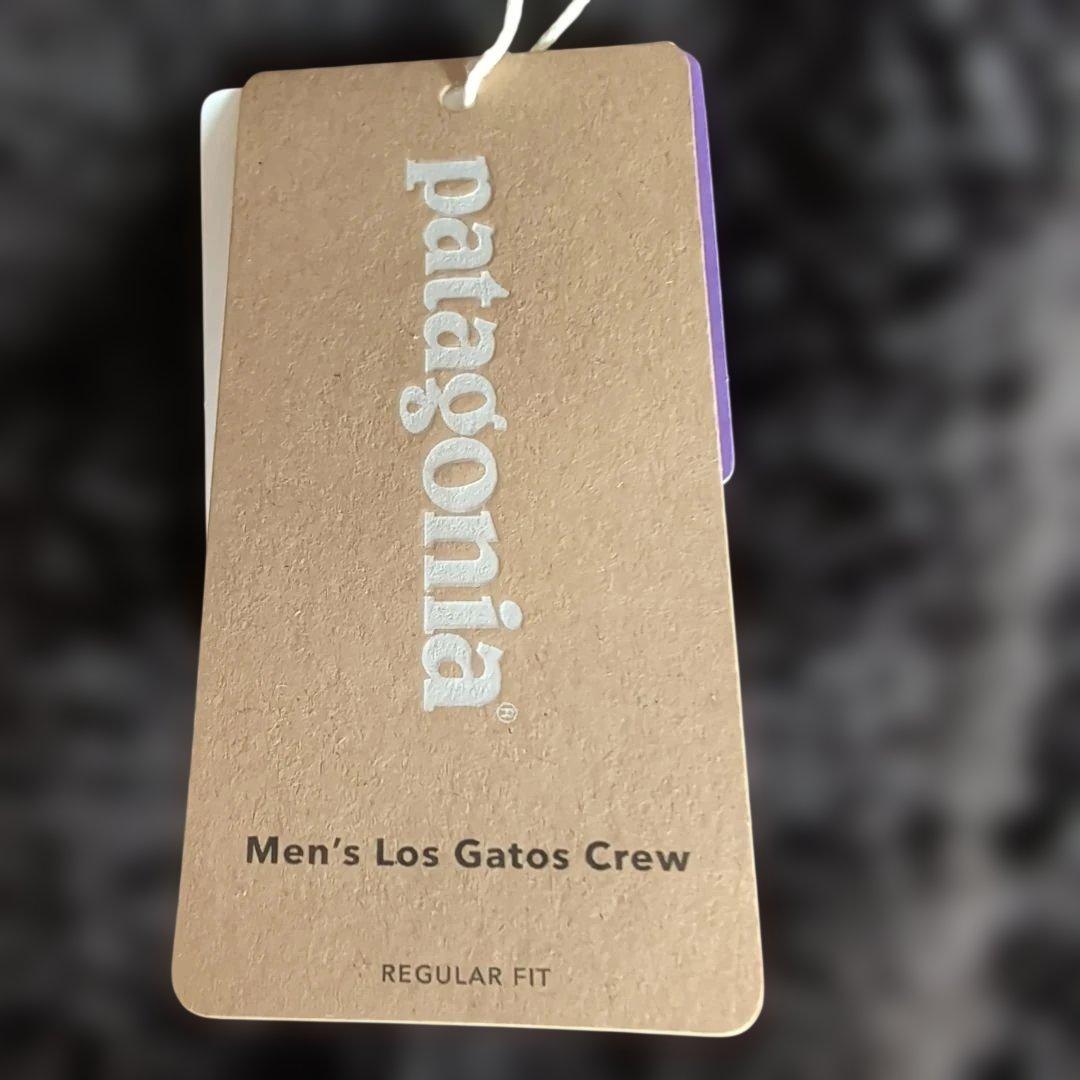 patagonia®
Men's Los Gatos Crew
REGULAR FIT